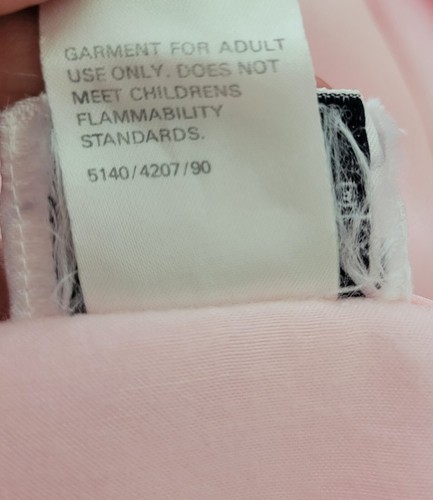 GARMENT FOR ADULT
USE ONLY. DOES NOT
MEET CHILDRENS
FLAMMABILITY
STANDARDS.
5140/4207/90